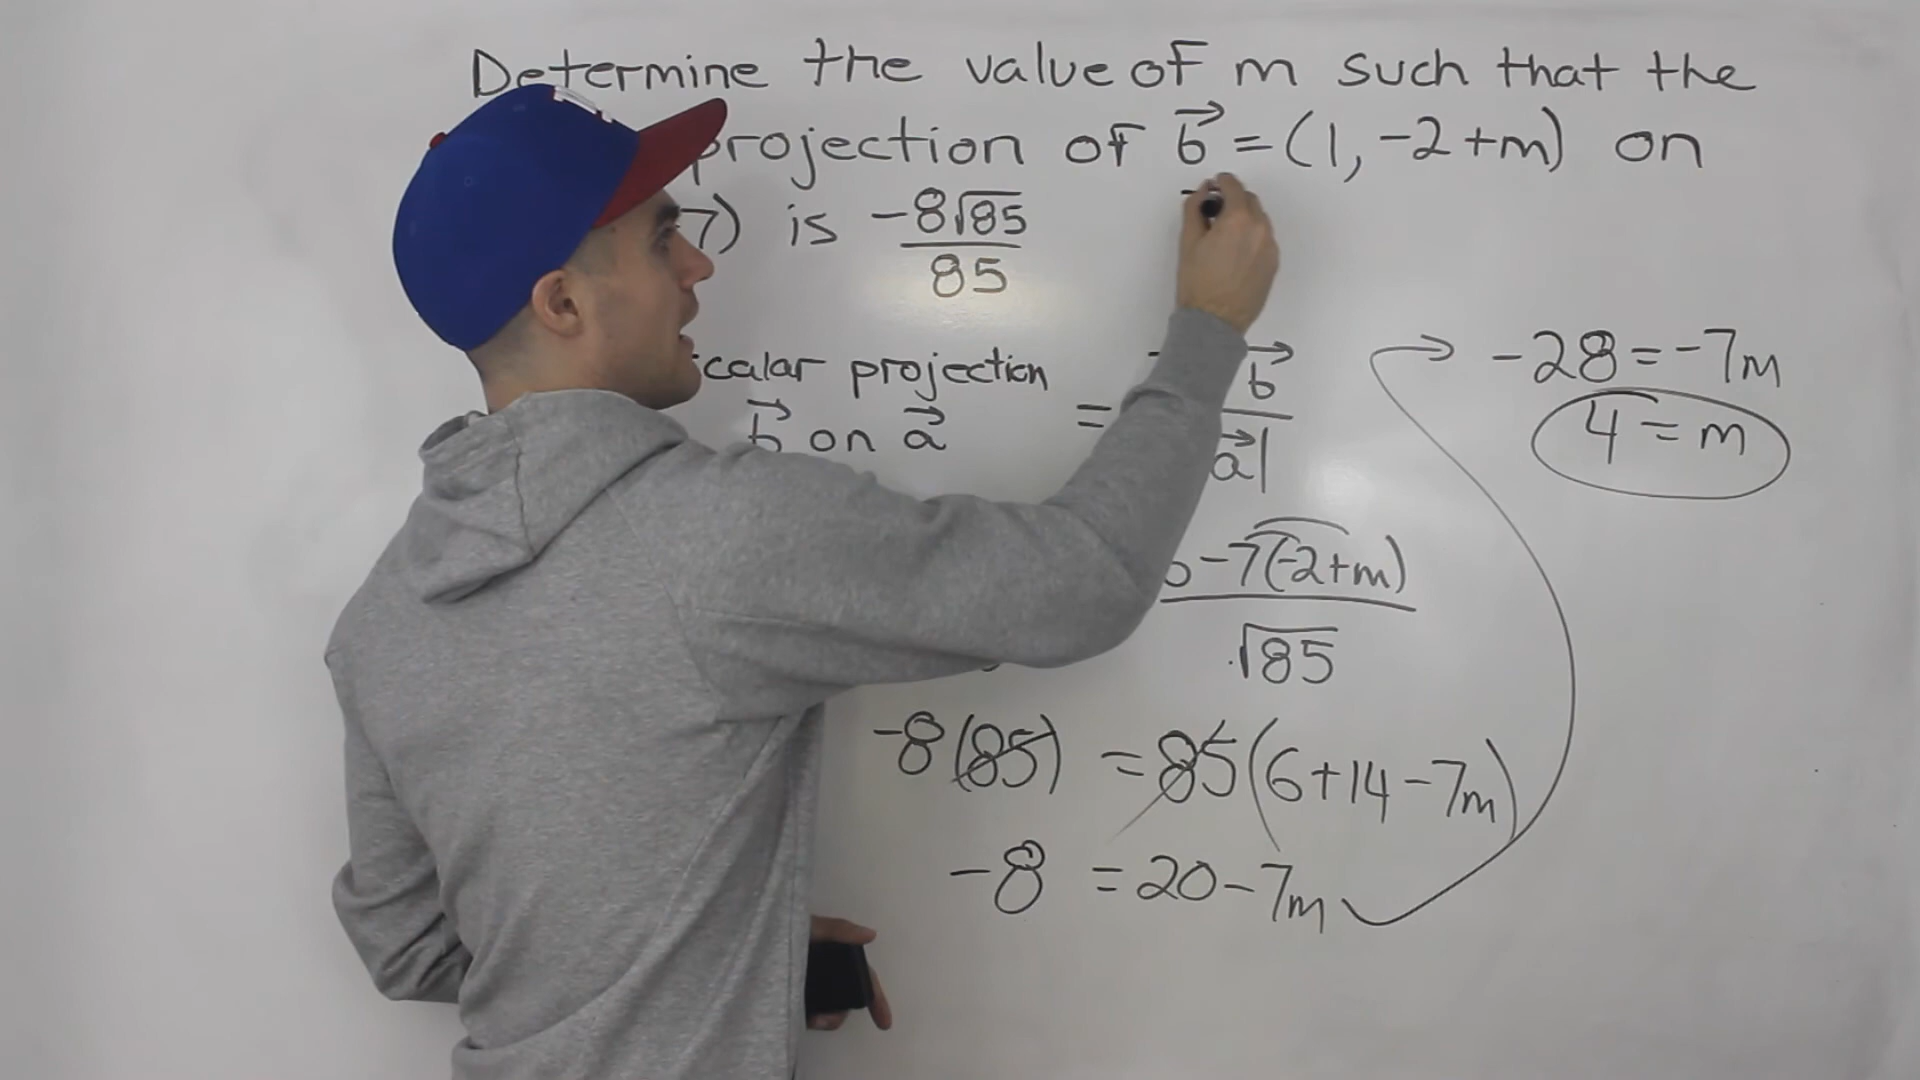 Determine the value of m such that the
projection of b⃗ = (1, -2+m) on
7) is -8√85
85
calar projection = b⃗
b⃗ on a⃗ a⃗|
-7(-2+m)
√85
-8(85) = 85(6+14-7m)
-8 = 20-7m
-28 = -7m
4 = m